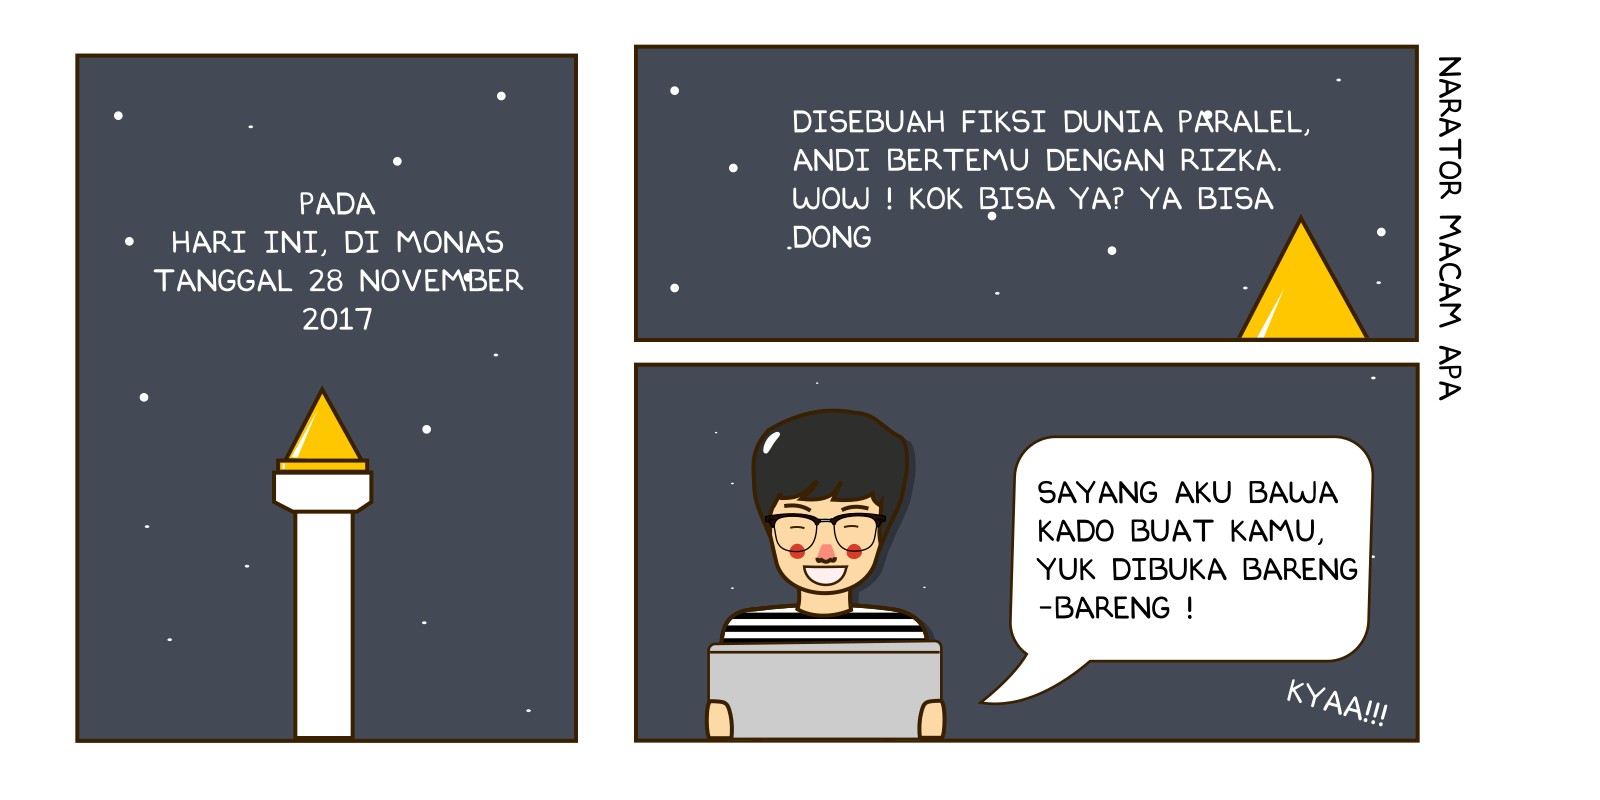 PADA
HARI INI, DI MONAS
TANGGAL 28 NOVEMBER
2017
DISEBUAH FIKSI DUNIA PARALEL,
ANDI BERTEMU DENGAN RIZKA.
WOW ! KOK BISA YA? YA BISA
DONG
NARATOR MACAM APA
SAYANG AKU BAWA
KADO BUAT KAMU,
YUK DIBUKA BARENG
-BARENG !
KYAA!!!